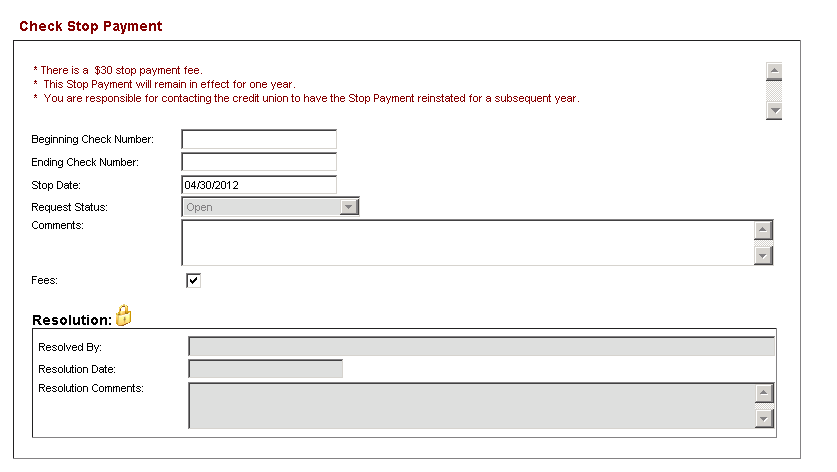 Check Stop Payment
* There is a  $30 stop payment fee.
*  This Stop Payment will remain in effect for one year.
*  You are responsible for contacting the credit union to have the Stop Payment reinstated for a subsequent year.
Beginning Check Number:
Ending Check Number:
Stop Date: 04/30/2012
Request Status: Open
Comments:
Fees:
Resolution:
Resolved By:
Resolution Date:
Resolution Comments: